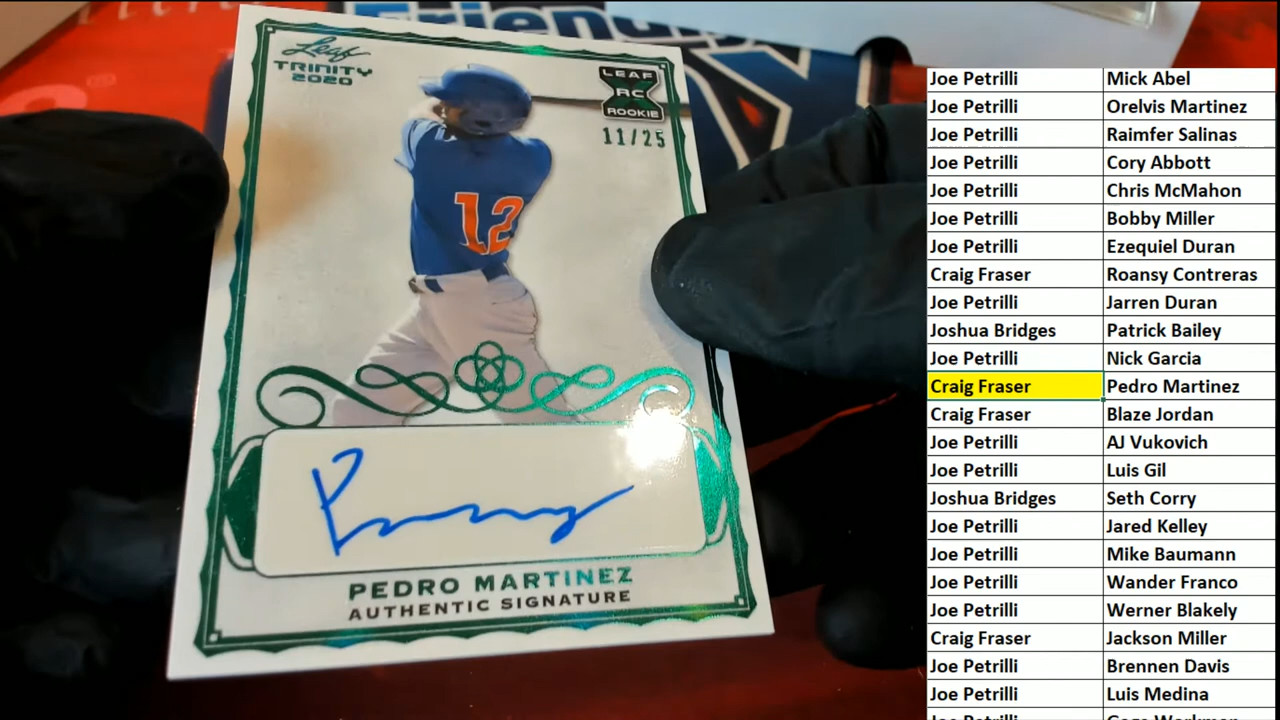 Leaf
TRINITY
2020
LEAF
RC
ROOKIE
11/25
12
PEDRO MARTINEZ
AUTHENTIC SIGNATURE
Joe Petrilli Mick Abel
Joe Petrilli Orelvis Martinez
Joe Petrilli Raimfer Salinas
Joe Petrilli Cory Abbott
Joe Petrilli Chris McMahon
Joe Petrilli Bobby Miller
Joe Petrilli Ezequiel Duran
Craig Fraser Roansy Contreras
Joe Petrilli Jarren Duran
Joshua Bridges Patrick Bailey
Joe Petrilli Nick Garcia
Craig Fraser Pedro Martinez
Craig Fraser Blaze Jordan
Joe Petrilli AJ Vukovich
Joe Petrilli Luis Gil
Joshua Bridges Seth Corry
Joe Petrilli Jared Kelley
Joe Petrilli Mike Baumann
Joe Petrilli Wander Franco
Joe Petrilli Werner Blakely
Craig Fraser Jackson Miller
Joe Petrilli Brennen Davis
Joe Petrilli Luis Medina